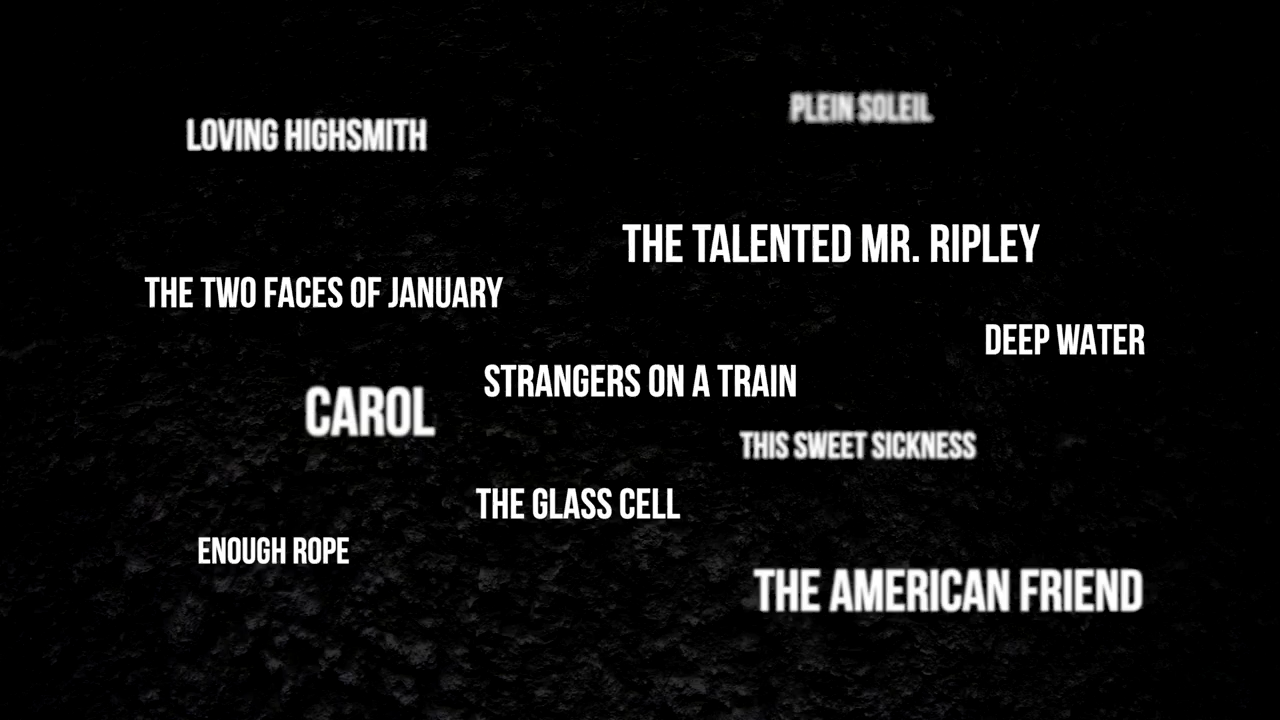 PLEIN SOLEIL
LOVING HIGHSMITH
THE TALENTED MR. RIPLEY
THE TWO FACES OF JANUARY
DEEP WATER
STRANGERS ON A TRAIN
CAROL
THIS SWEET SICKNESS
THE GLASS CELL
ENOUGH ROPE
THE AMERICAN FRIEND